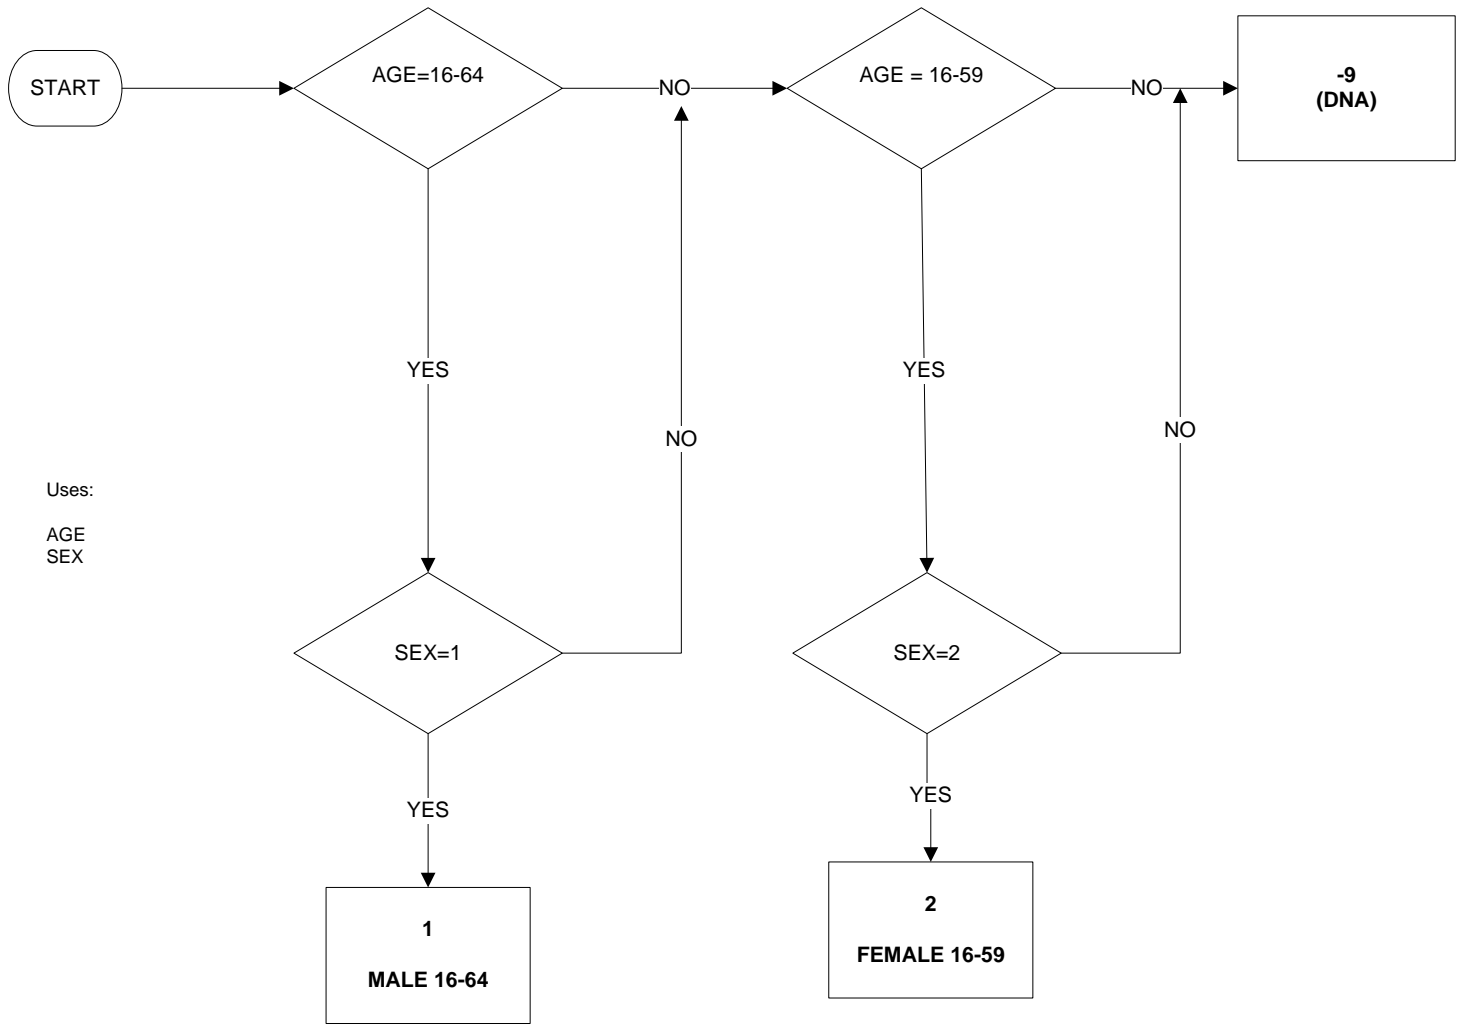 START
AGE=16-64
NO
AGE = 16-59
NO
-9
(DNA)
YES
YES
NO
NO
Uses:
AGE
SEX
SEX=1
SEX=2
YES
YES
1
MALE 16-64
2
FEMALE 16-59